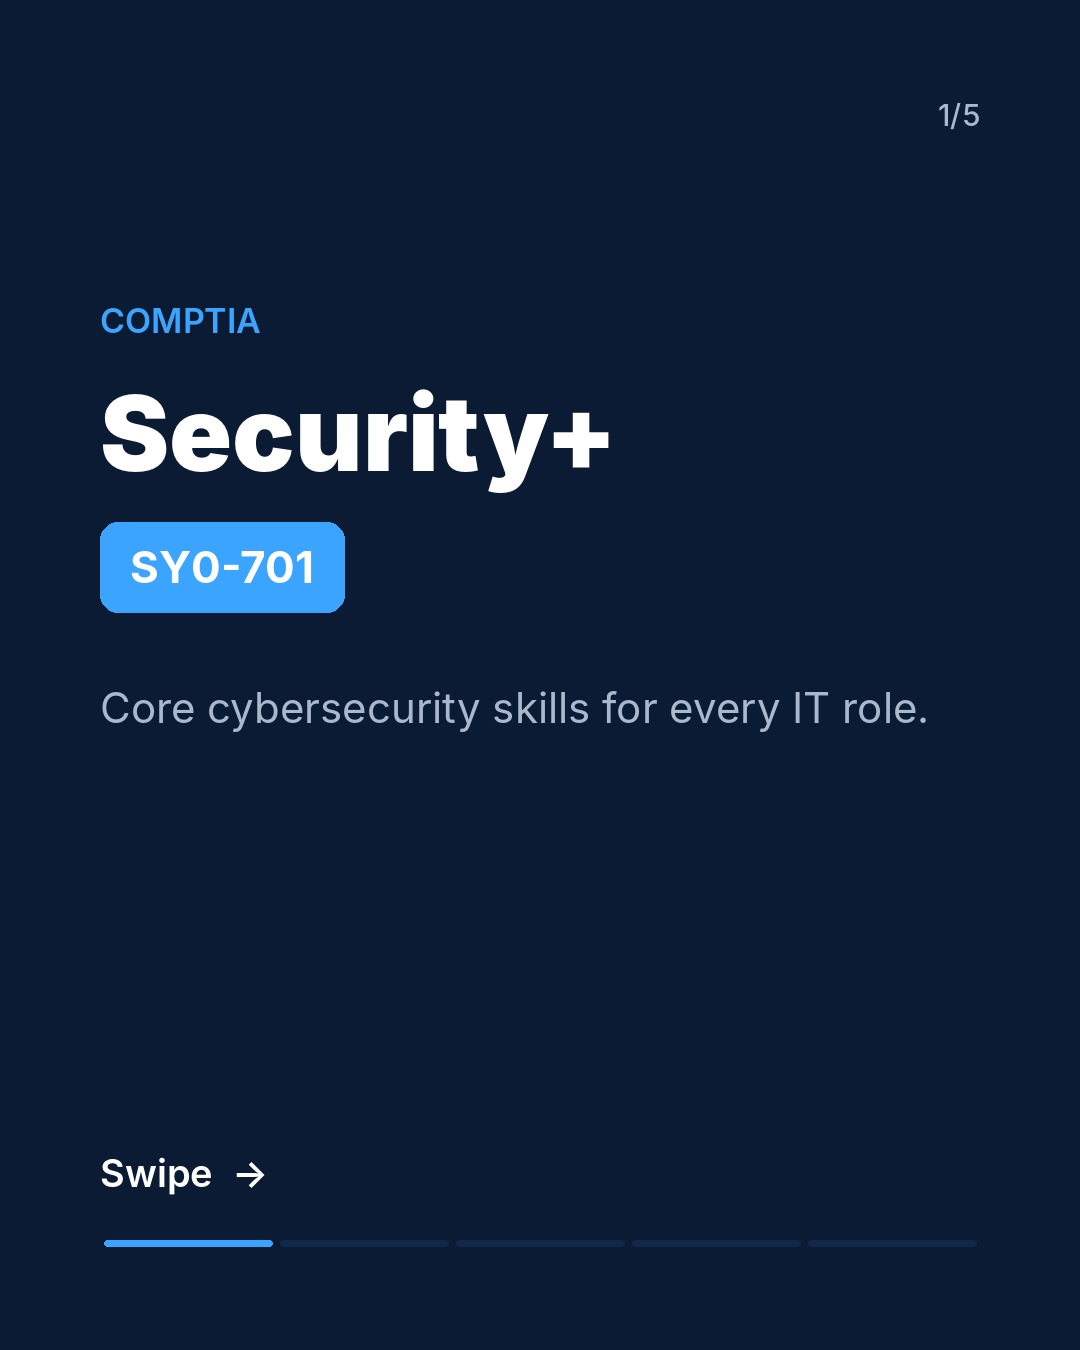 1/5
COMPTIA
Security+
SY0-701
Core cybersecurity skills for every IT role.
Swipe →